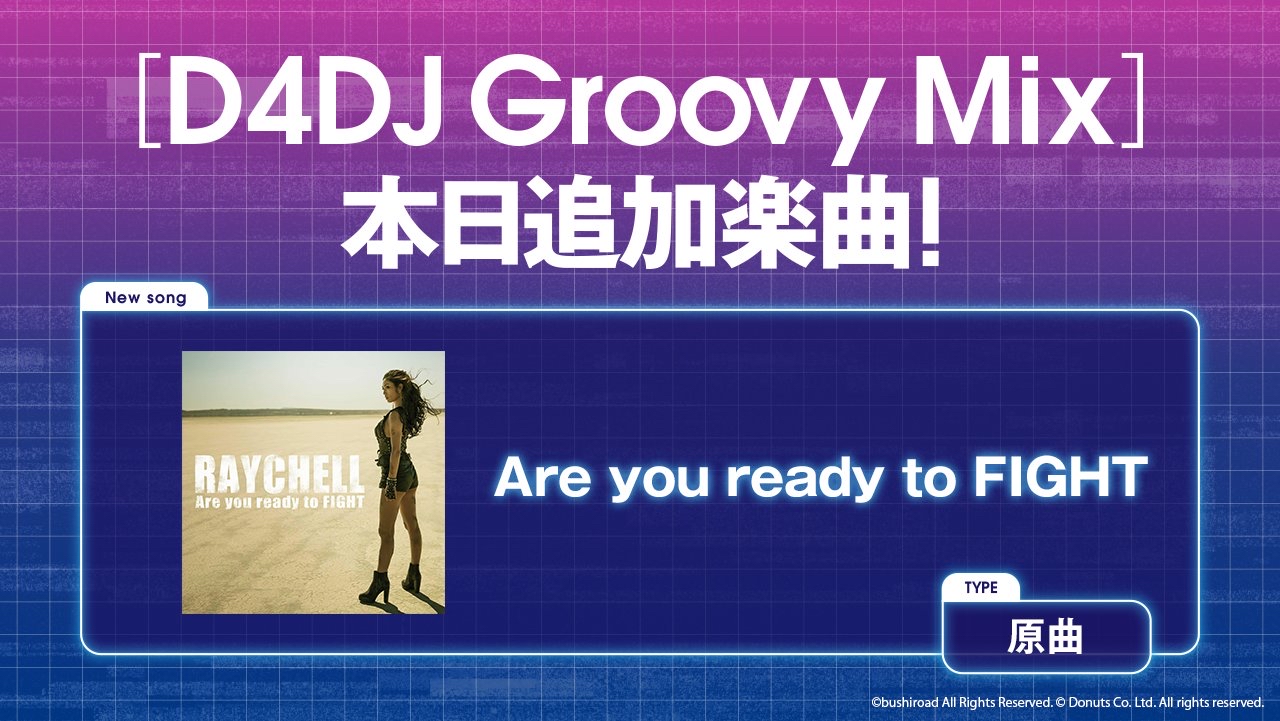 [D4DJ Groovy Mix]
本日追加楽曲!
New song
RAYCHELL
Are you ready to FIGHT
Are you ready to FIGHT
TYPE
原曲
©bushiroad All Rights Reserved. © Donuts Co. Ltd. All rights reserved.